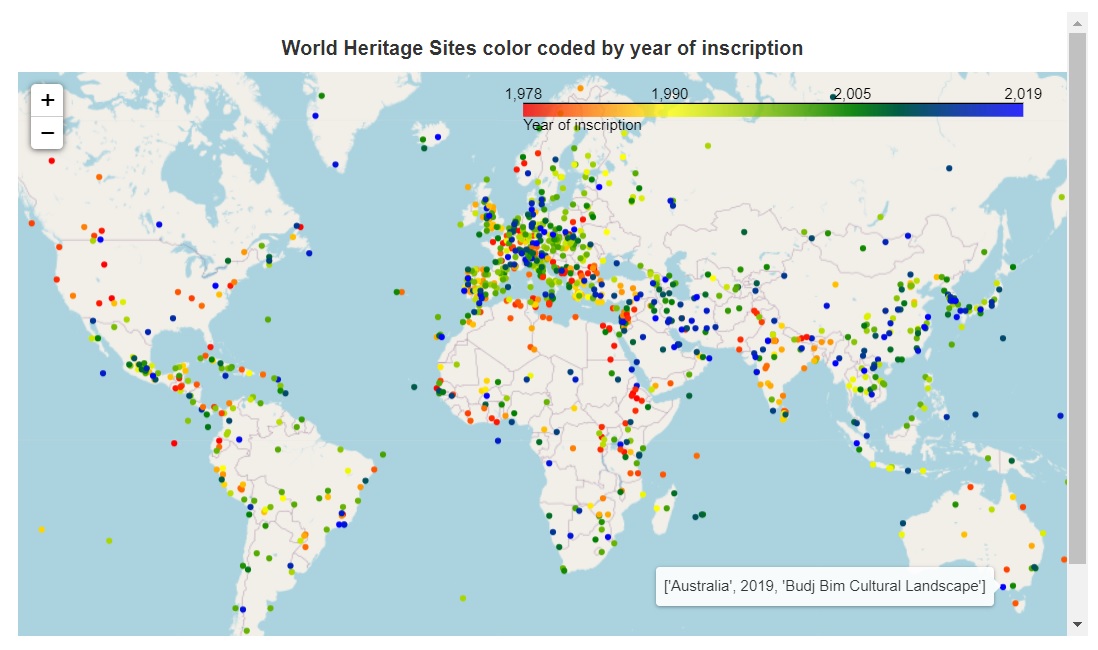 World Heritage Sites color coded by year of inscription
+
−
1,978 1,990 2,005 2,019
Year of inscription
['Australia', 2019, 'Budj Bim Cultural Landscape']